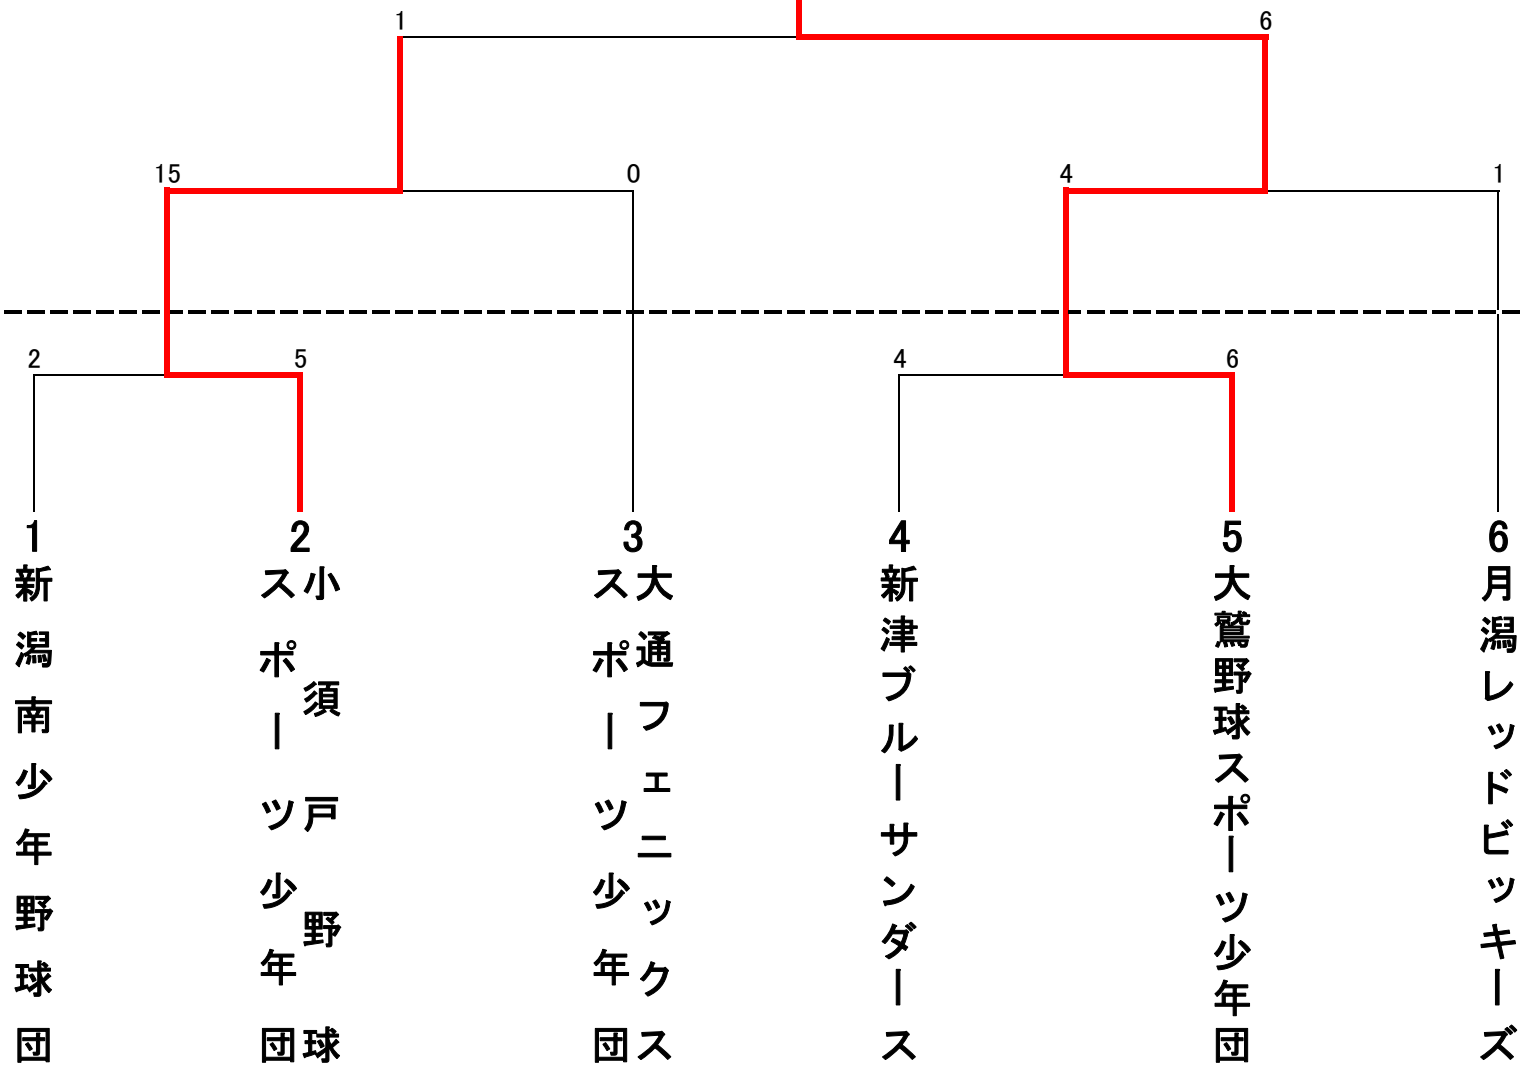 1
6
15
0
4
1
2
5
4
6
1
2
3
4
5
6
新潟南少年野球団
小須戸野球
スポーツ少年団
大通フェニックス
スポーツ少年団
新津ブルーサンダース
大鷲野球スポーツ少年団
月潟レッドビッキーズ